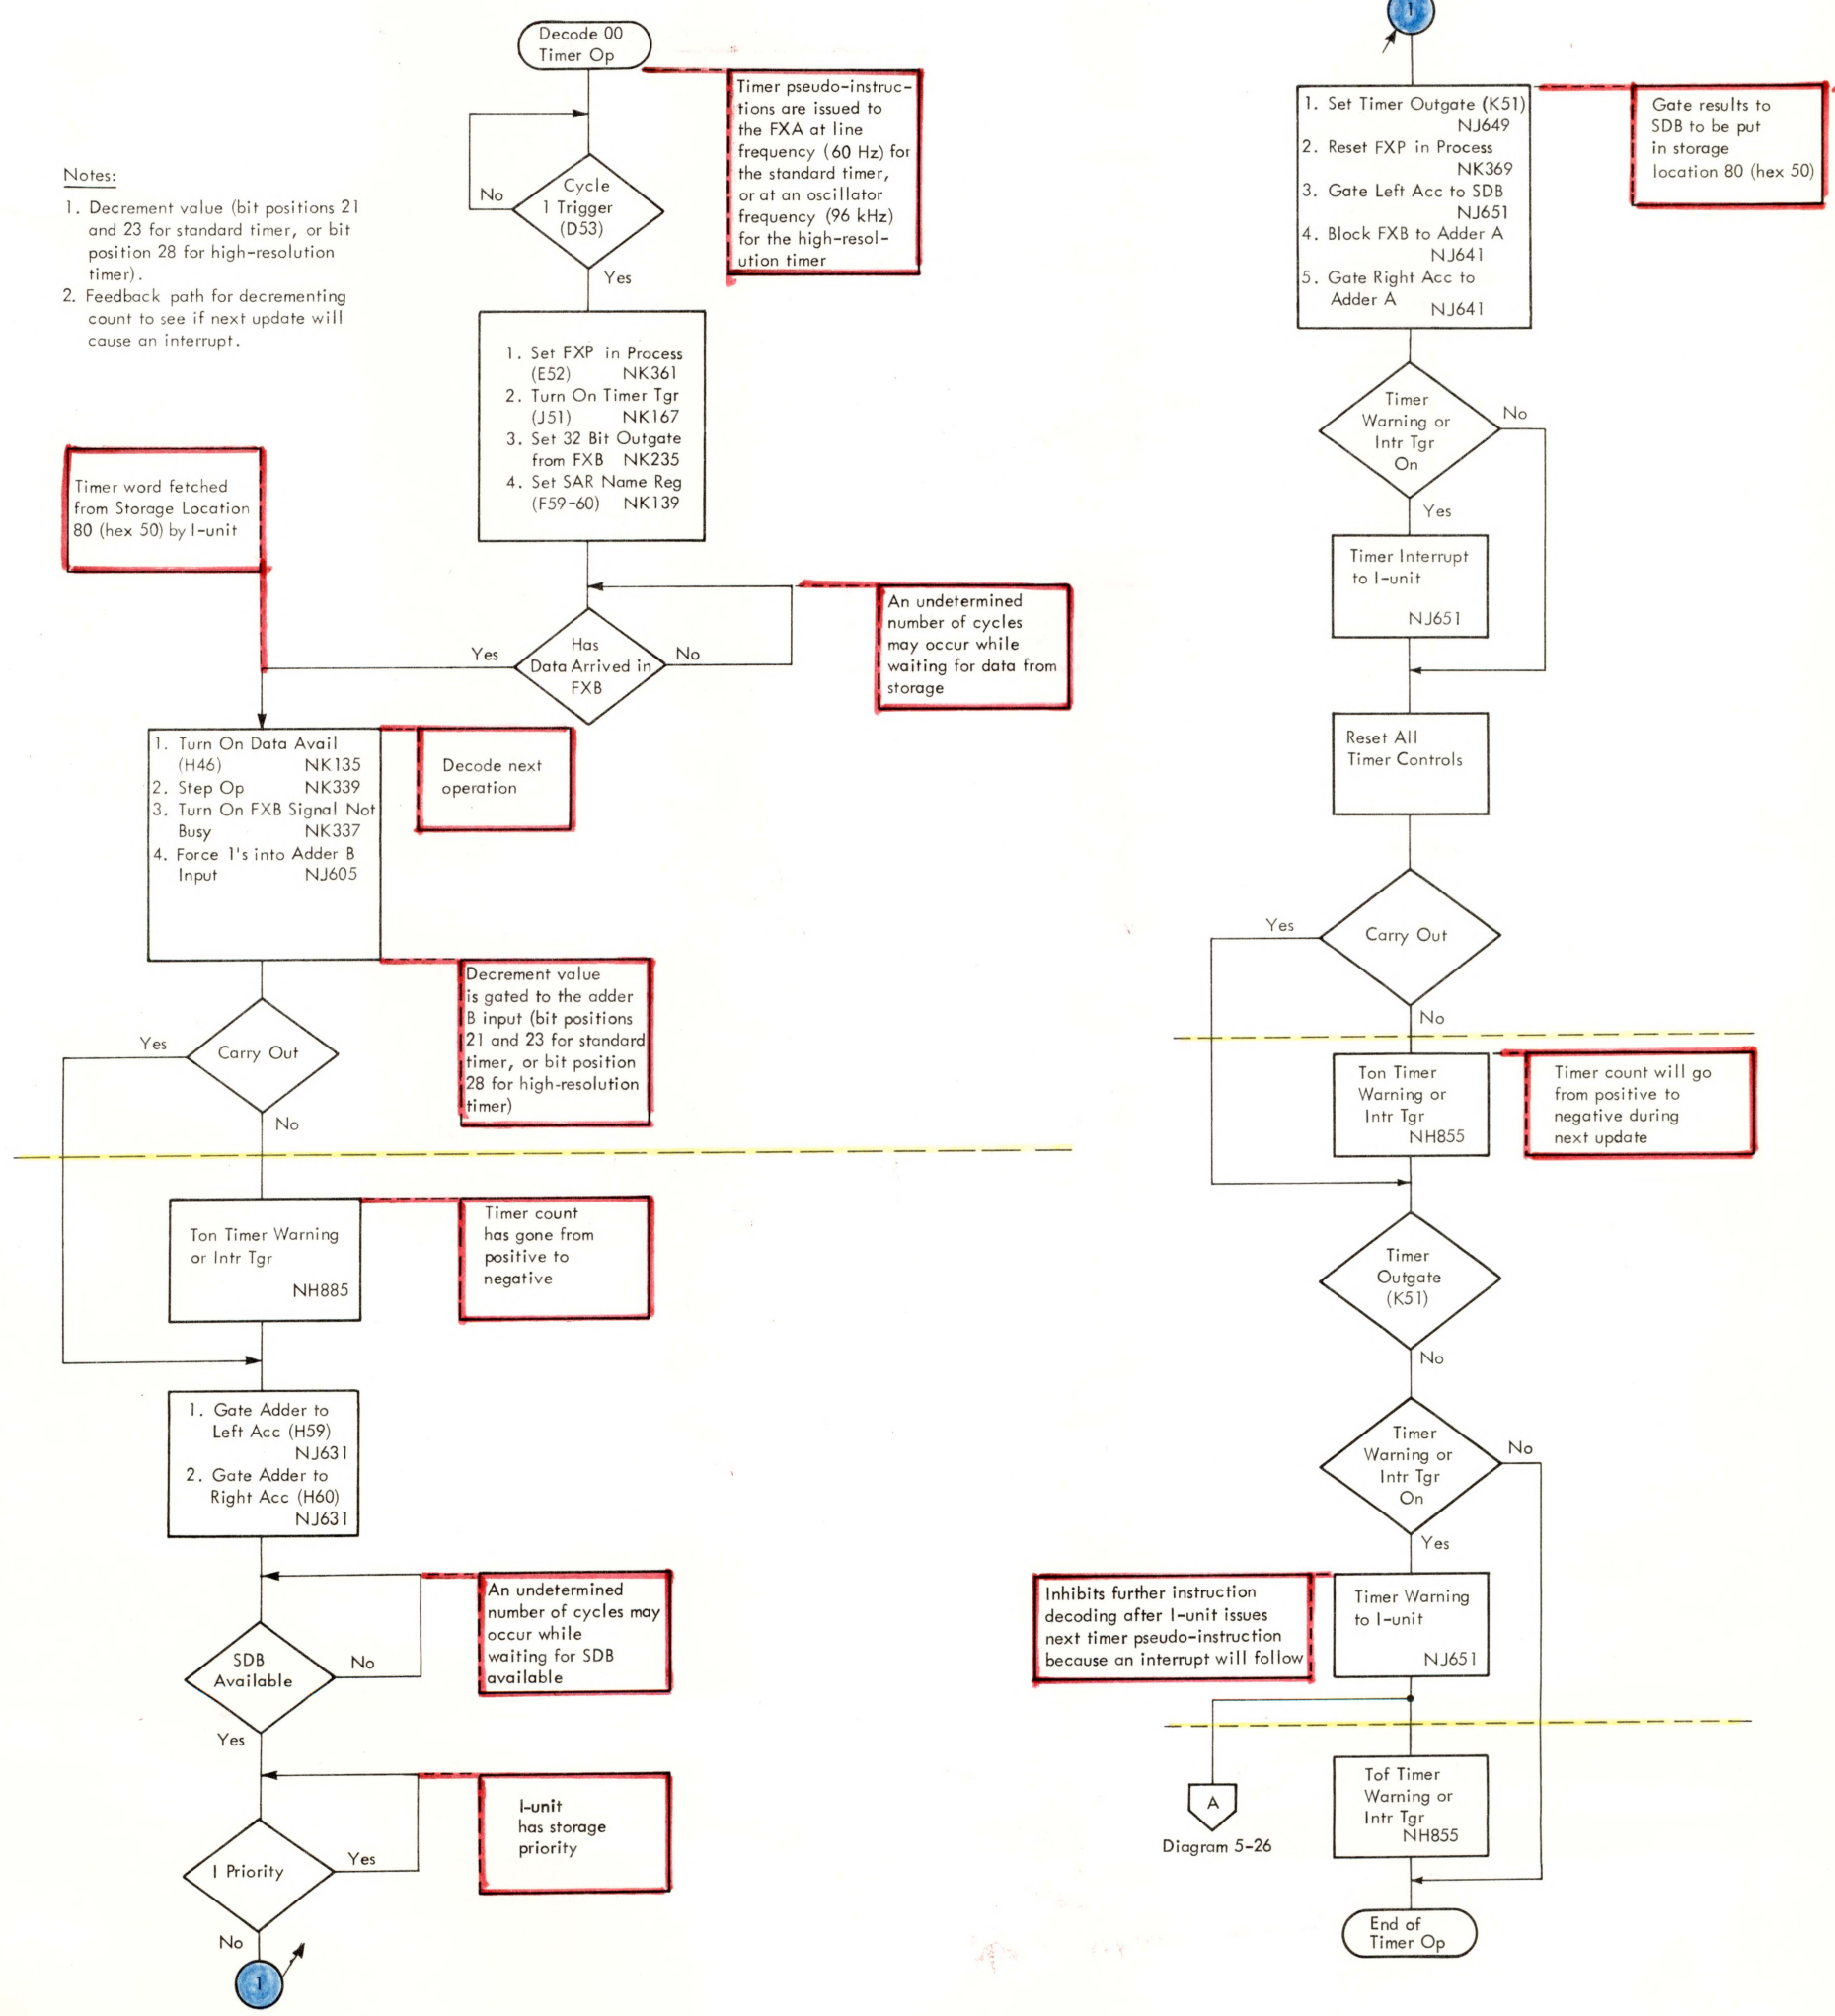 Decode 00
Timer Op
Timer pseudo-instruc-
tions are issued to
the FXA at line
frequency (60 Hz) for
the standard timer,
or at an oscillator
frequency (96 kHz)
for the high-resol-
ution timer
Notes:
1. Decrement value (bit positions 21
and 23 for standard timer, or bit
position 28 for high-resolution
timer).
2. Feedback path for decrementing
count to see if next update will
cause an interrupt.
Cycle
1 Trigger
(D53)
No
Yes
1. Set FXP in Process
(E52) NK361
2. Turn On Timer Tgr
(J51) NK167
3. Set 32 Bit Outgate
from FXB NK235
4. Set SAR Name Reg
(F59-60) NK139
Timer word fetched
from Storage Location
80 (hex 50) by I-unit
An undetermined
number of cycles
may occur while
waiting for data from
storage
Has
Data Arrived in
FXB
Yes
No
1. Turn On Data Avail
(H46) NK135
2. Step Op NK339
3. Turn On FXB Signal Not
Busy NK337
4. Force 1's into Adder B
Input NJ605
Decode next
operation
Decrement value
is gated to the adder
B input (bit positions
21 and 23 for standard
timer, or bit position
28 for high-resolution
timer)
Carry Out
Yes
No
Ton Timer Warning
or Intr Tgr
NH885
Timer count
has gone from
positive to
negative
1. Gate Adder to
Left Acc (H59)
NJ631
2. Gate Adder to
Right Acc (H60)
NJ631
An undetermined
number of cycles may
occur while
waiting for SDB
available
SDB
Available
No
Yes
I-unit
has storage
priority
I Priority
Yes
No
1
1
1. Set Timer Outgate (K51)
NJ649
2. Reset FXP in Process
NK369
3. Gate Left Acc to SDB
NJ651
4. Block FXB to Adder A
NJ641
5. Gate Right Acc to
Adder A NJ641
Gate results to
SDB to be put
in storage
location 80 (hex 50)
Timer
Warning or
Intr Tgr
On
No
Yes
Timer Interrupt
to I-unit
NJ651
Reset All
Timer Controls
Carry Out
Yes
No
Ton Timer
Warning or
Intr Tgr
NH855
Timer count will go
from positive to
negative during
next update
Timer
Outgate
(K51)
No
Timer
Warning or
Intr Tgr
On
No
Yes
Inhibits further instruction
decoding after I-unit issues
next timer pseudo-instruction
because an interrupt will follow
Timer Warning
to I-unit
NJ651
A
Diagram 5-26
Tof Timer
Warning or
Intr Tgr
NH855
End of
Timer Op